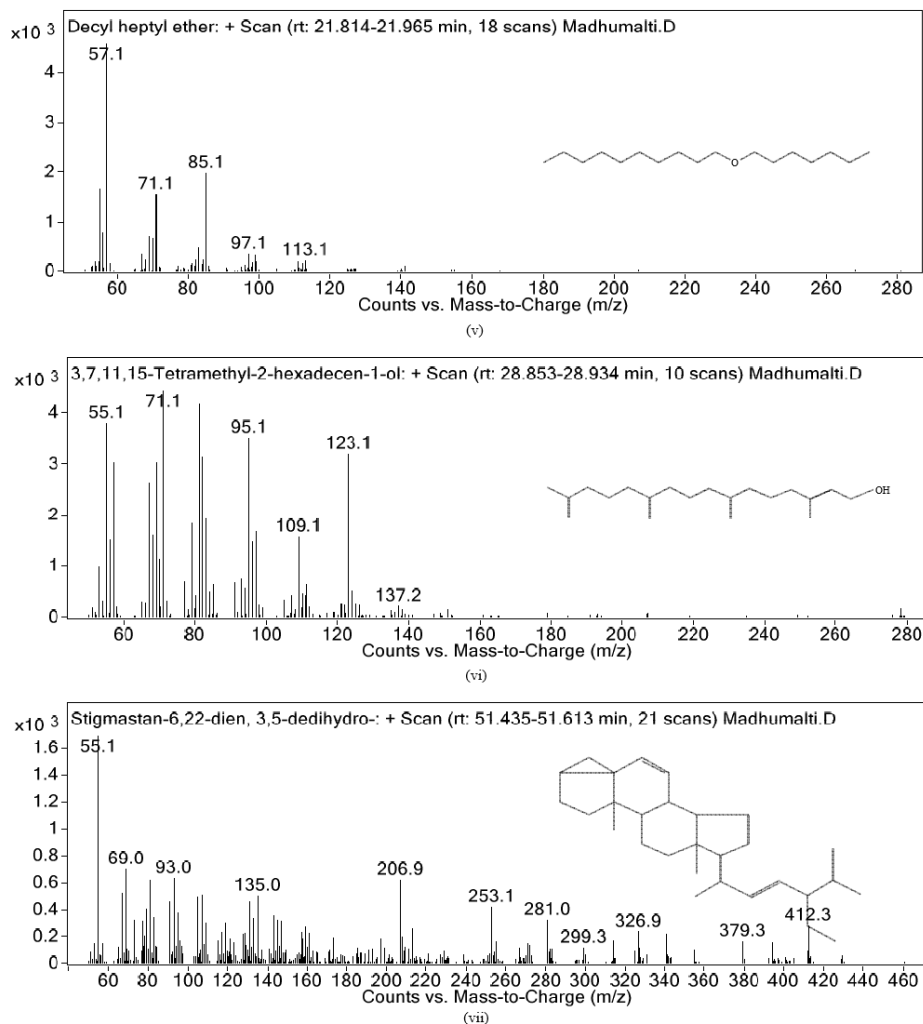 Decyl heptyl ether: + Scan (rt: 21.814-21.965 min, 18 scans) Madhumalti.D
x10 3
57.1
4
3
2
85.1
71.1
1
97.1
113.1
0
O
60 80 100 120 140 160 180 200 220 240 260 280
Counts vs. Mass-to-Charge (m/z)
(v)
3,7,11,15-Tetramethyl-2-hexadecen-1-ol: + Scan (rt: 28.853-28.934 min, 10 scans) Madhumalti.D
x10 3
71.1
55.1
4
95.1
123.1
3
OH
2
109.1
1
137.2
0
60 80 100 120 140 160 180 200 220 240 260 280
Counts vs. Mass-to-Charge (m/z)
(vi)
Stigmastan-6,22-dien, 3,5-dedihydro-: + Scan (rt: 51.435-51.613 min, 21 scans) Madhumalti.D
x10 3
55.1
1.6
1.4
1.2
1
0.8
69.0
93.0
206.9
0.6
135.0
253.1
412.3
0.4
281.0
326.9
379.3
299.3
0.2
0
40 60 80 100 120 140 160 180 200 220 240 260 280 300 320 340 360 380 400 420 440 460
Counts vs. Mass-to-Charge (m/z)
(vii)